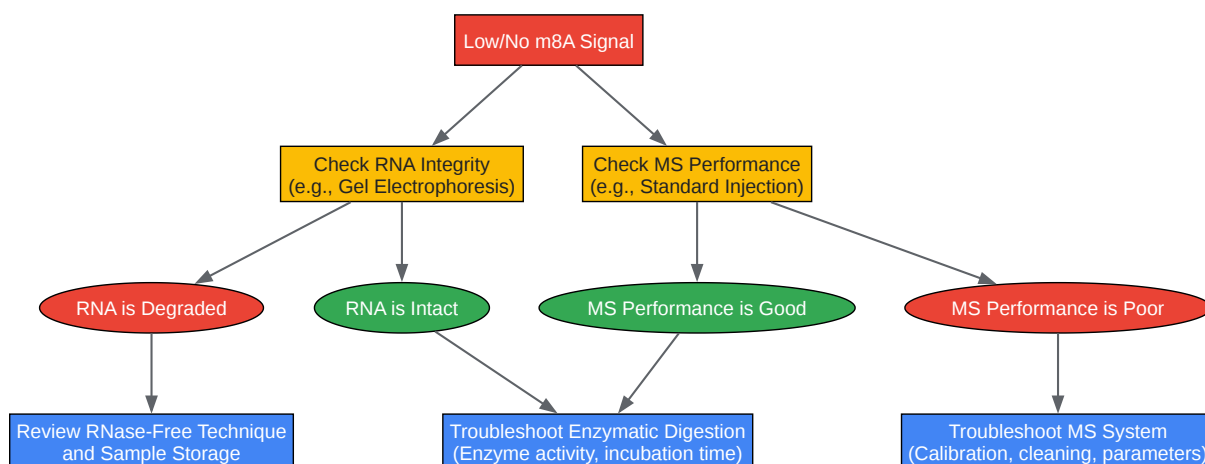 Low/No m8A Signal
Check RNA Integrity
(e.g., Gel Electrophoresis)
Check MS Performance
(e.g., Standard Injection)
RNA is Degraded
RNA is Intact
MS Performance is Good
MS Performance is Poor
Review RNase-Free Technique
and Sample Storage
Troubleshoot Enzymatic Digestion
(Enzyme activity, incubation time)
Troubleshoot MS System
(Calibration, cleaning, parameters)